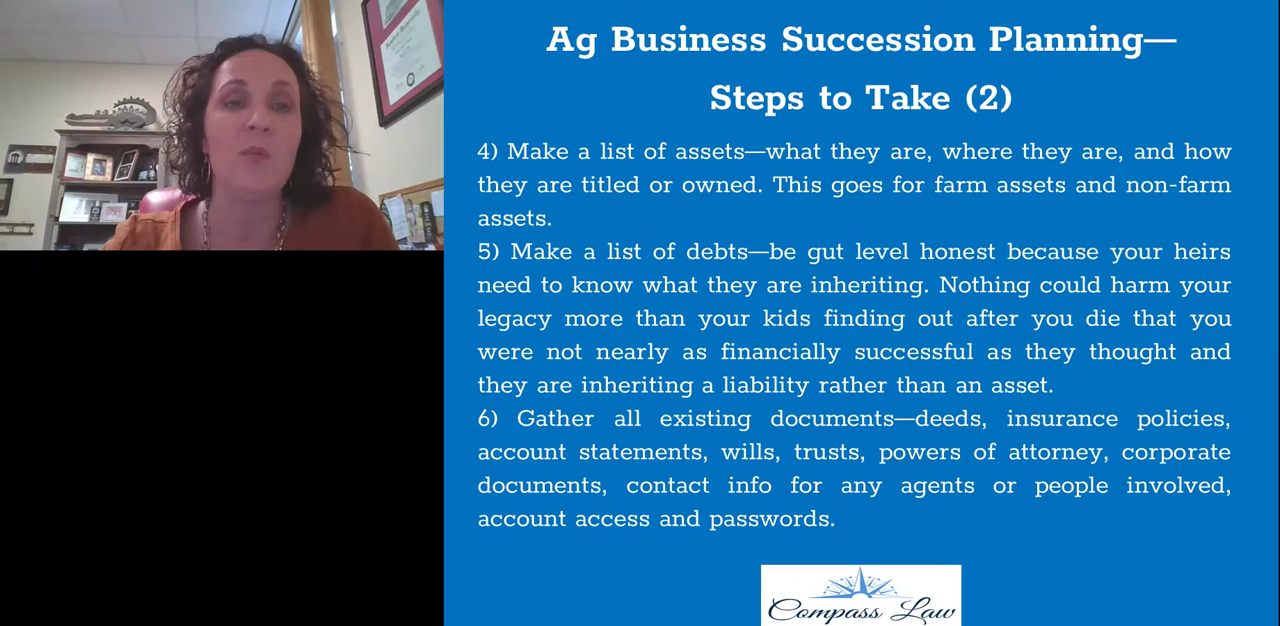 Ag Business Succession Planning—
Steps to Take (2)
4) Make a list of assets—what they are, where they are, and how
they are titled or owned. This goes for farm assets and non-farm
assets.
5) Make a list of debts—be gut level honest because your heirs
need to know what they are inheriting. Nothing could harm your
legacy more than your kids finding out after you die that you
were not nearly as financially successful as they thought and
they are inheriting a liability rather than an asset.
6) Gather all existing documents—deeds, insurance policies,
account statements, wills, trusts, powers of attorney, corporate
documents, contact info for any agents or people involved,
account access and passwords.
Compass Law